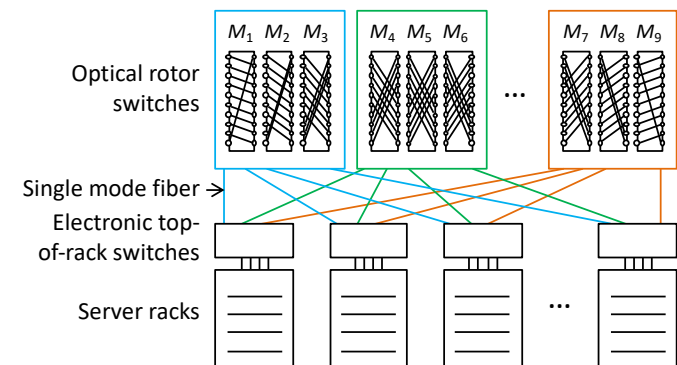 M1 M2 M3 M4 M5 M6 M7 M8 M9
Optical rotor
switches
...
Single mode fiber
Electronic top-
of-rack switches
Server racks
...